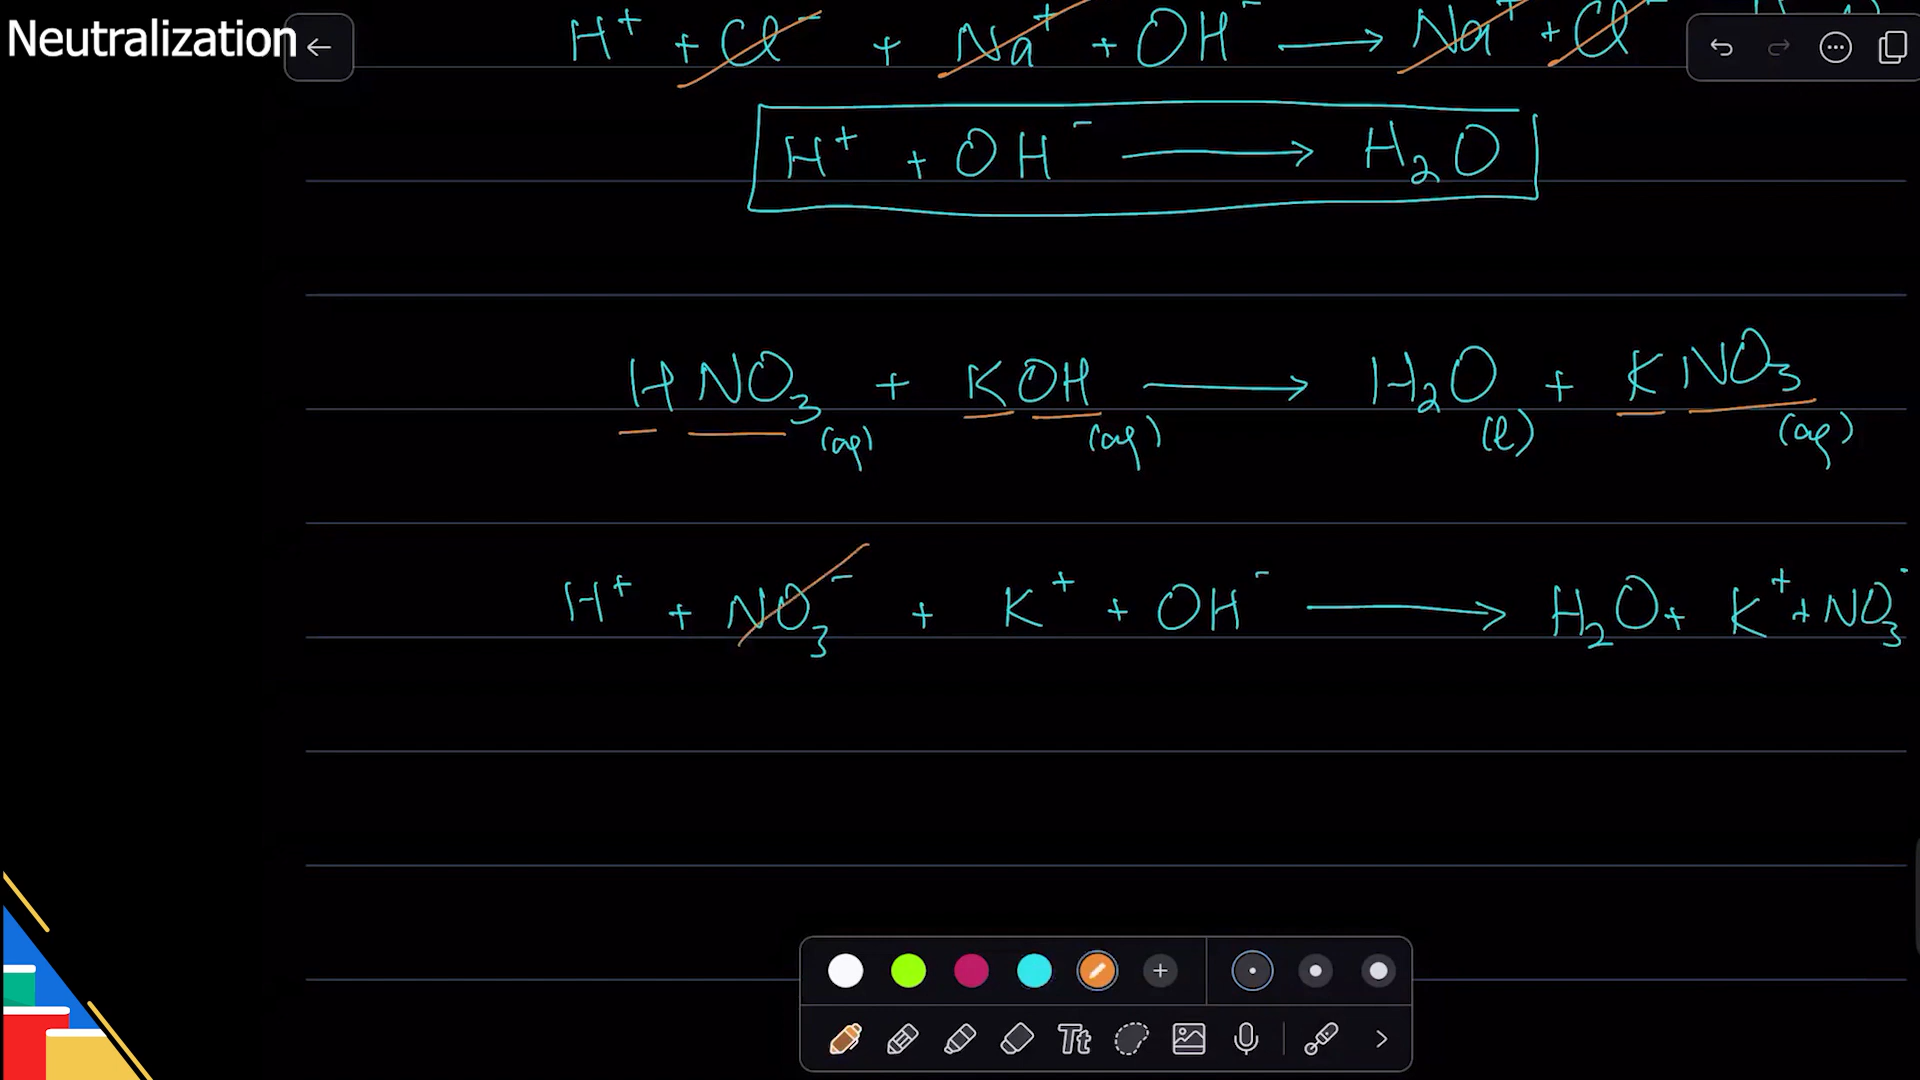 Neutralization
H⁺ + Cl⁻ + Na⁺ + OH⁻ → Na⁺ + Cl⁻
H⁺ + OH⁻ → H₂O
HNO₃ (aq) + KOH (aq) → H₂O (l) + KNO₃ (aq)
H⁺ + NO₃⁻ + K⁺ + OH⁻ → H₂O + K⁺ + NO₃⁻
Tt